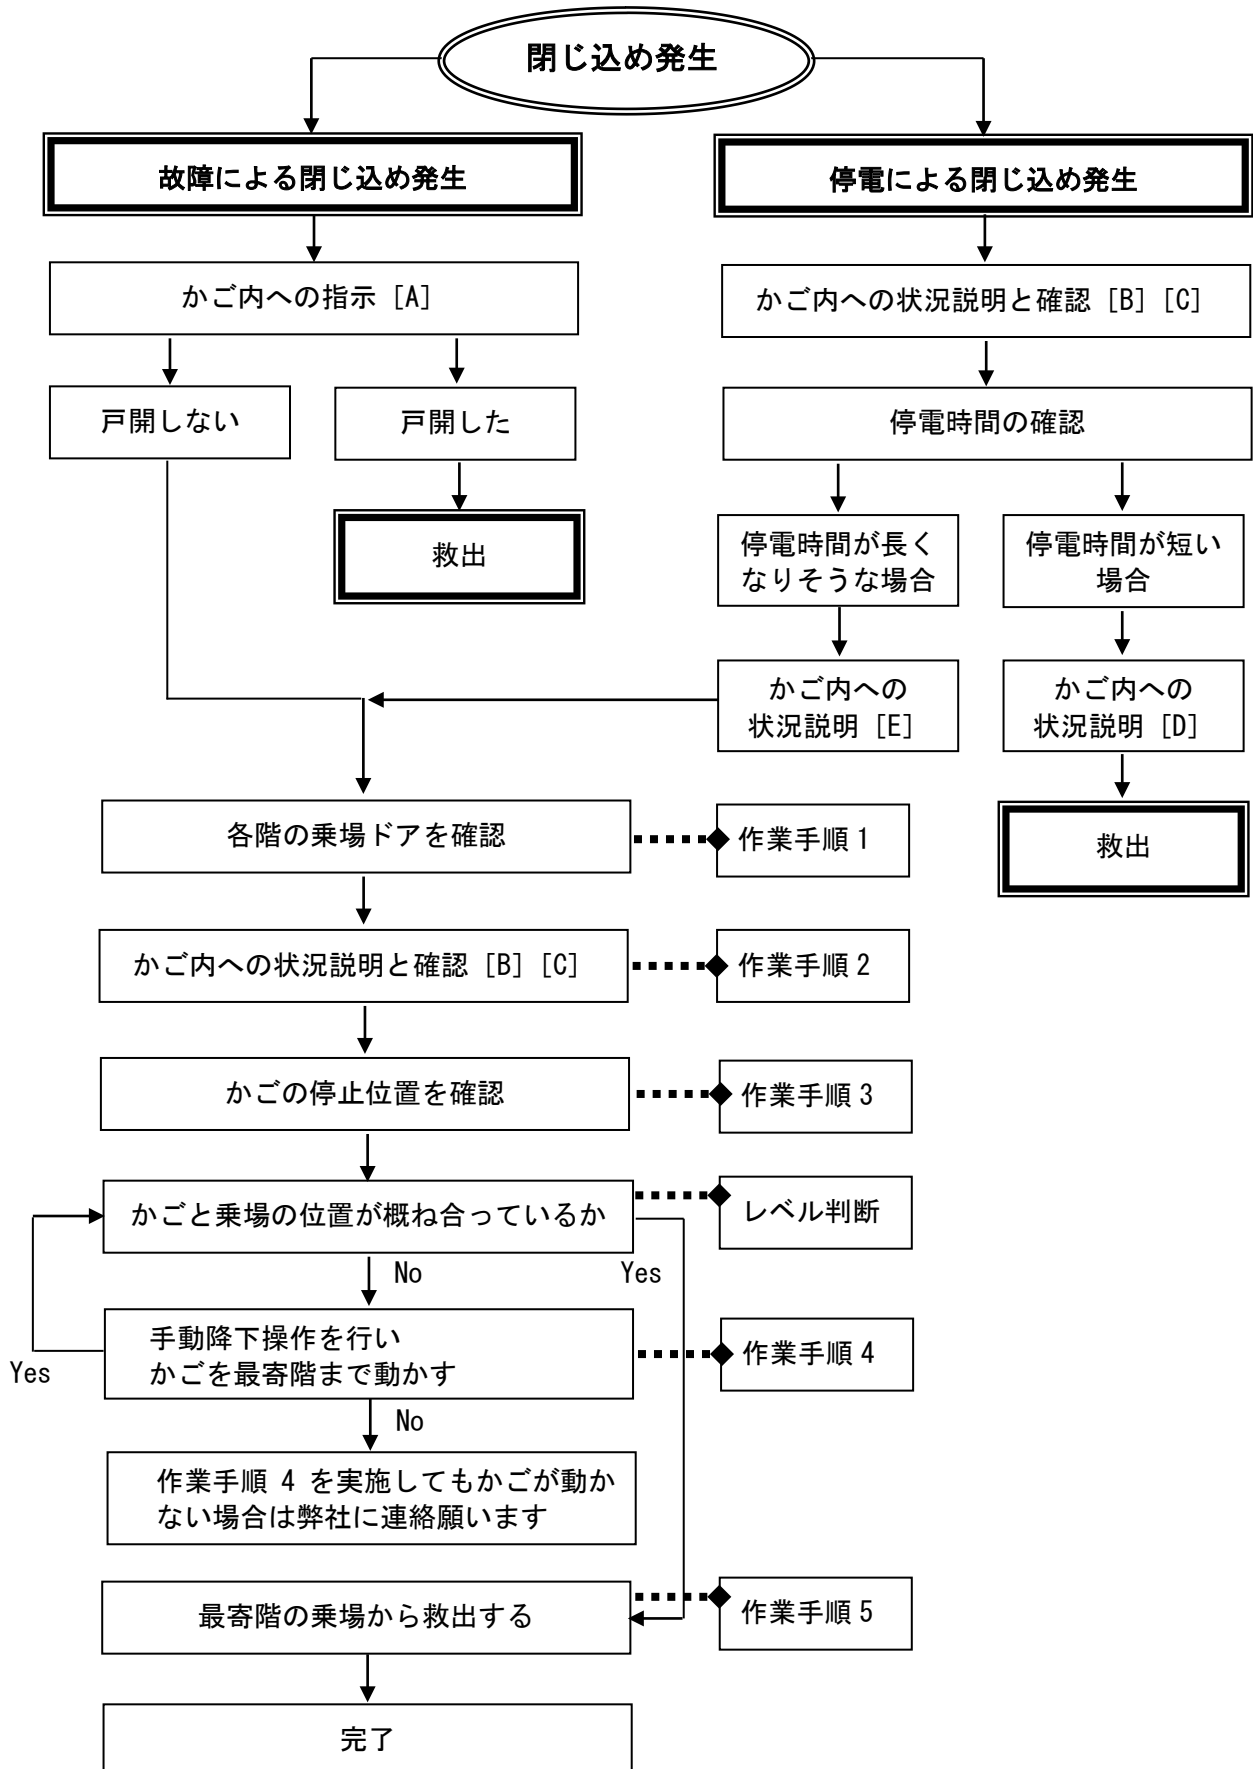 閉じ込め発生
故障による閉じ込め発生
停電による閉じ込め発生
かご内への指示［A］
かご内への状況説明と確認［B］［C］
戸開しない
戸開した
停電時間の確認
救出
停電時間が長く
なりそうな場合
停電時間が短い
場合
かご内への
状況説明［E］
かご内への
状況説明［D］
各階の乗場ドアを確認
作業手順１
救出
かご内への状況説明と確認［B］［C］
作業手順２
かごの停止位置を確認
作業手順３
かごと乗場の位置が概ね合っているか
レベル判断
No
Yes
手動降下操作を行い
かごを最寄階まで動かす
作業手順４
Yes
No
作業手順 4 を実施してもかごが動か
ない場合は弊社に連絡願います
最寄階の乗場から救出する
作業手順５
完了